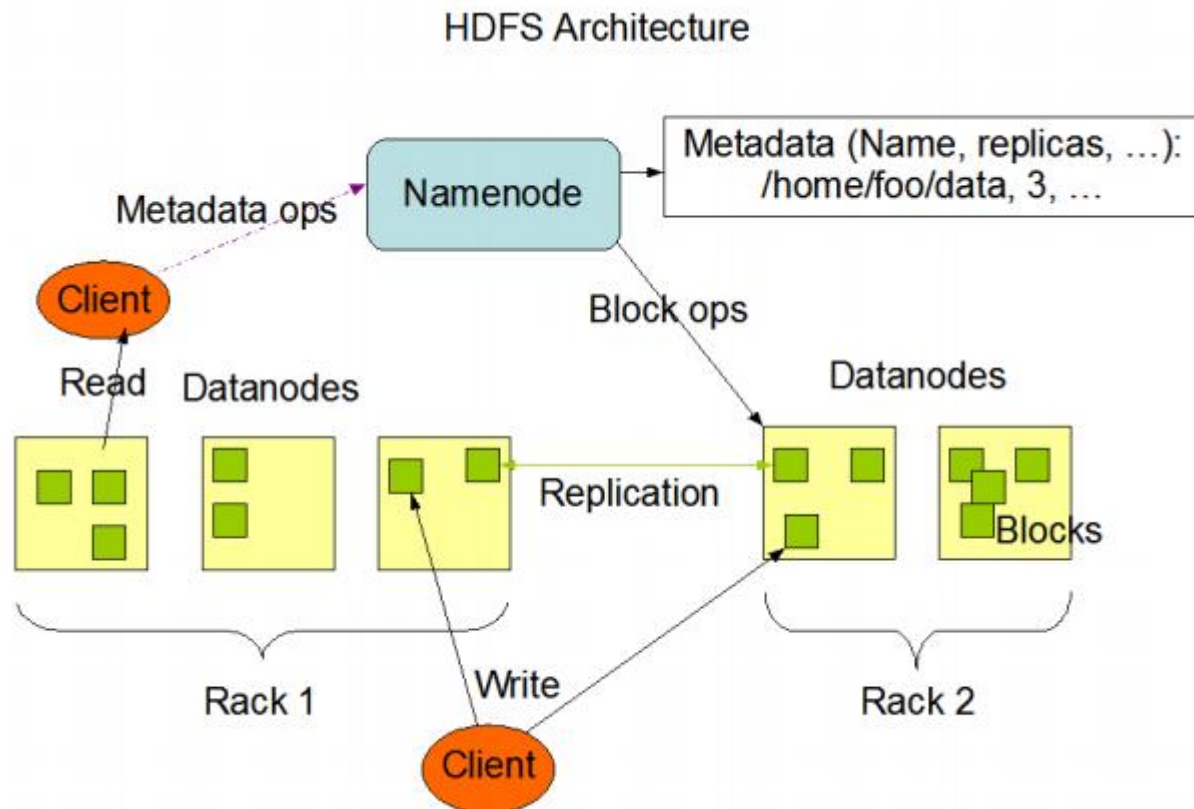 HDFS Architecture
Metadata (Name, replicas, …):
/home/foo/data, 3, …
Namenode
Metadata ops
Client
Block ops
Read
Datanodes
Datanodes
Replication
Blocks
Rack 1
Write
Rack 2
Client